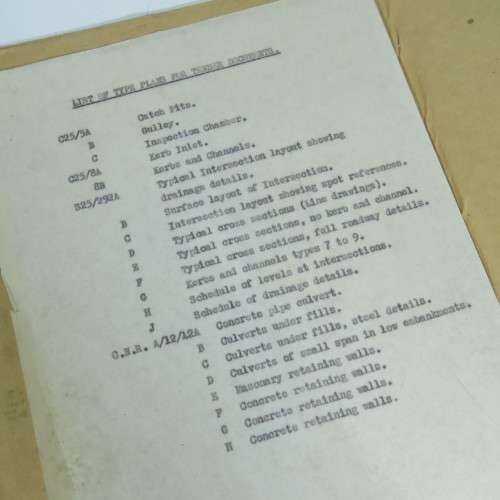 LIST OF TYPE PLANS FOR TENDER DOCUMENTS.
C25/3A Catch Pits.
B Gulley.
C Inspection Chamber.
C25/8A Kerb Inlet.
8B Kerbs and Channels.
S25/292A Typical Intersection layout showing
drainage details.
B Surface layout of Intersection.
C Intersection layout showing spot references.
D Typical cross sections (line drawings).
E Typical cross sections, no kerb and channel.
F Typical cross sections, full roadway details.
G Kerbs and channels types 7 to 9.
H Schedule of levels at intersections.
J Schedule of drainage details.
C.N.R. A/12/12A Concrete pipe culvert.
B Culverts under fills.
C Culverts under fills, steel details.
D Culverts of small span in low embankments.
E Masonary retaining walls.
F Concrete retaining walls.
G Concrete retaining walls.
H Concrete retaining walls.